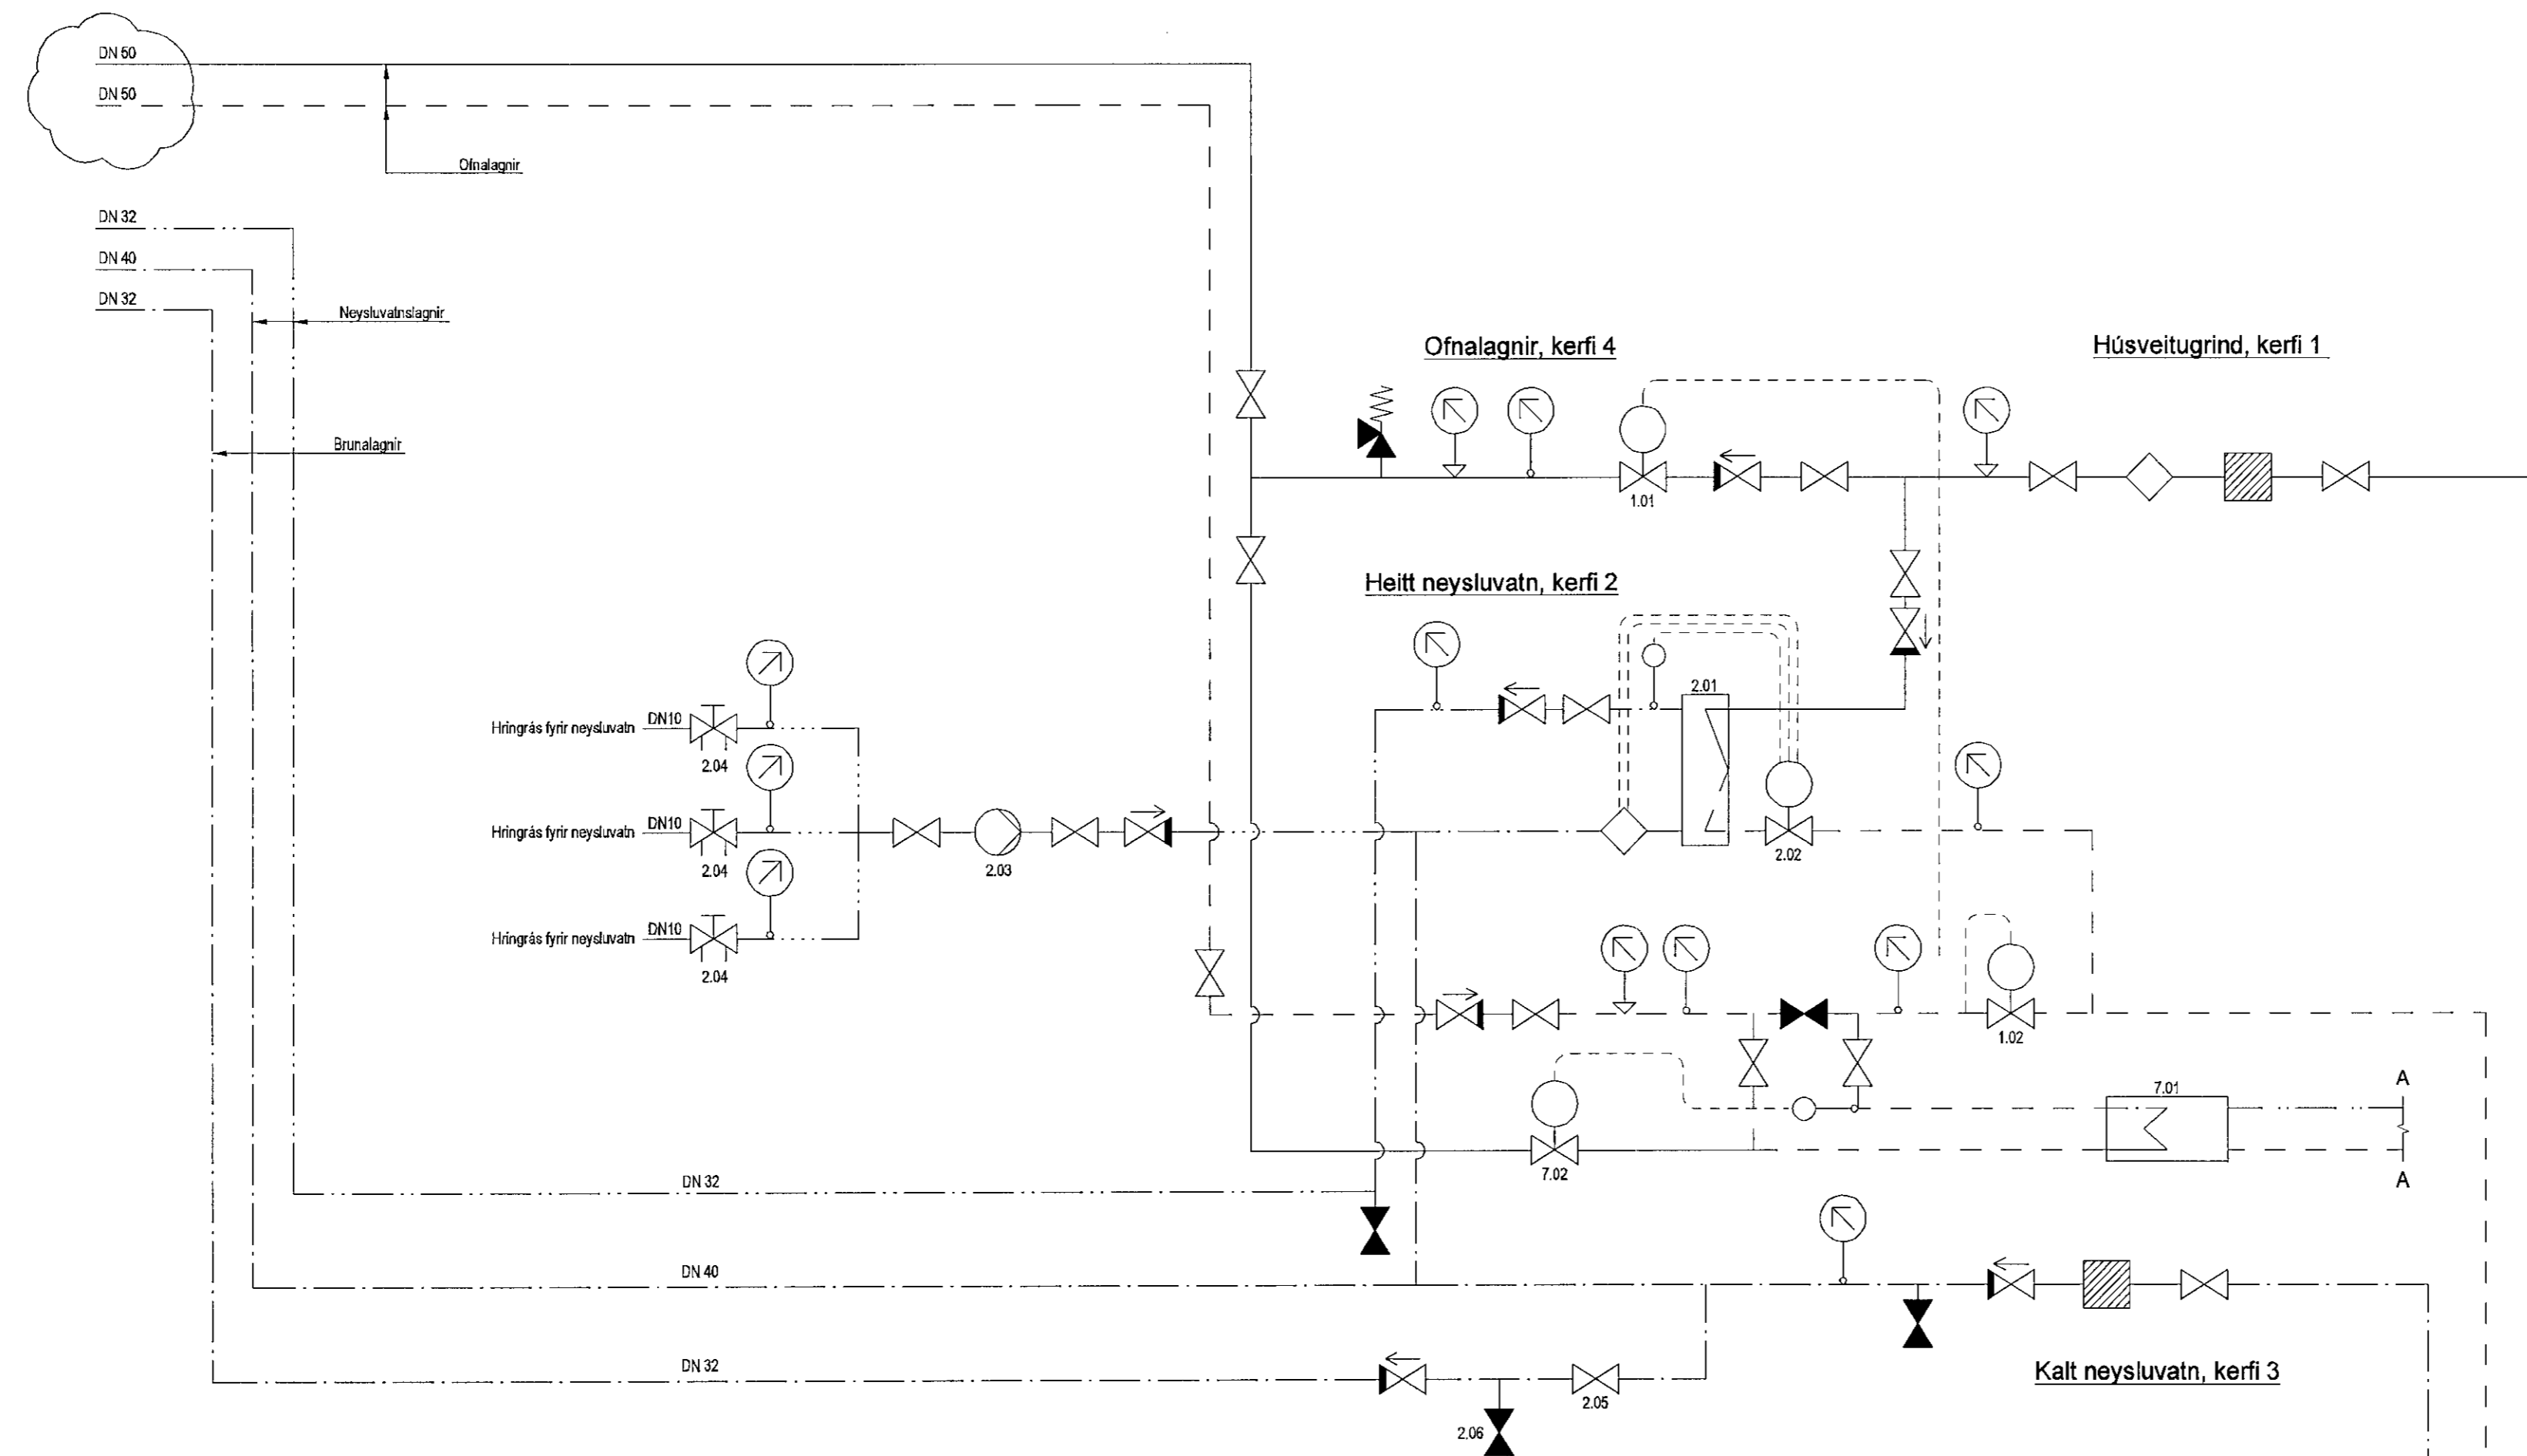 DN 50
DN 50
Ofnalagnir
DN 32
DN 40
DN 32
Neysluvatnslagnir
Brunalagnir
Ofnalagnir, kerfi 4
Húsveitugrind, kerfi 1
1.01
Heitt neysluvatn, kerfi 2
2.01
Hringrás fyrir neysluvatn DN10
2.04
Hringrás fyrir neysluvatn DN10
2.04
2.03
2.02
Hringrás fyrir neysluvatn DN10
2.04
1.02
7.01
A
7.02
A
DN 32
DN 40
DN 32
Kalt neysluvatn, kerfi 3
2.05
2.06